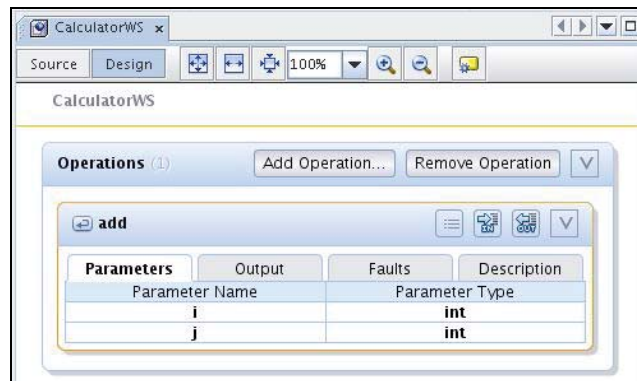 CalculatorWS x
Source Design 100%
CalculatorWS
Operations (1) Add Operation... Remove Operation
add
Parameters Output Faults Description
Parameter Name Parameter Type
i int
j int